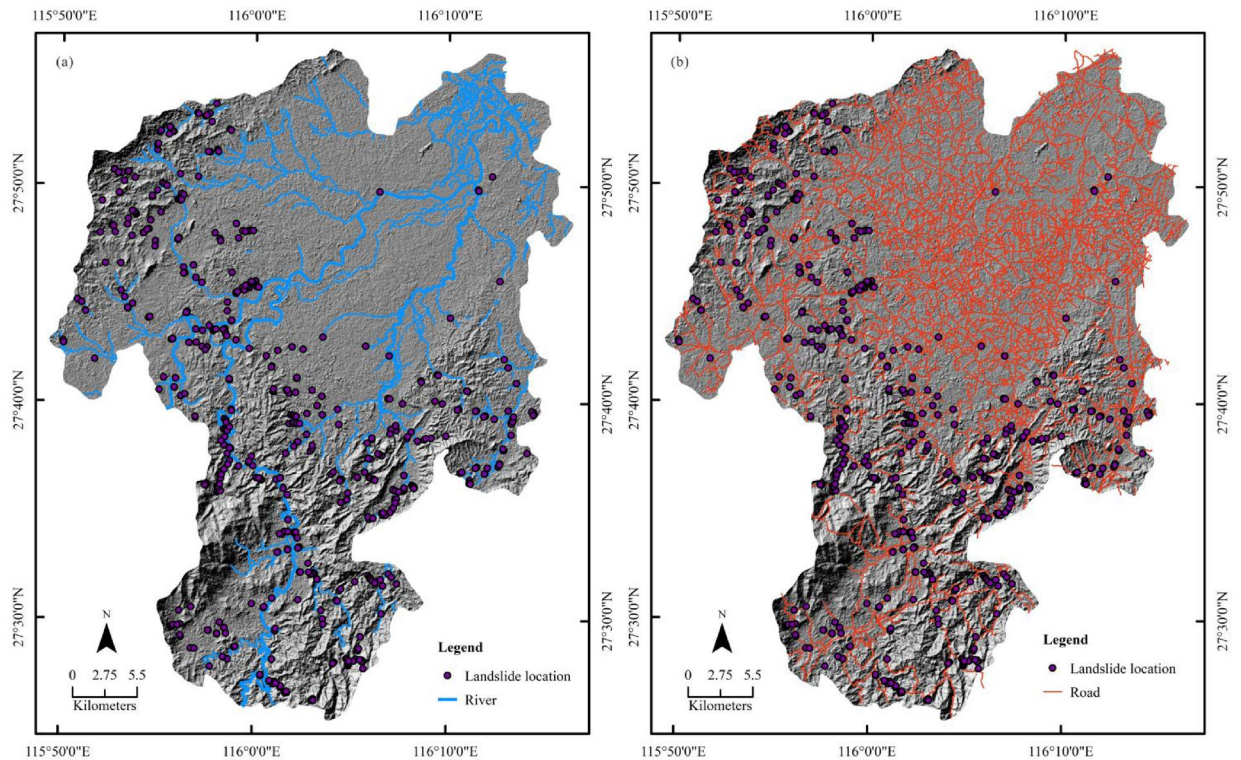 115°50'0"E 116°0'0"E 116°10'0"E 115°50'0"E 116°0'0"E 116°10'0"E
(a) (b)
27°50'0"N 27°50'0"N 27°50'0"N 27°50'0"N
27°40'0"N 27°40'0"N 27°40'0"N 27°40'0"N
27°30'0"N 27°30'0"N 27°30'0"N 27°30'0"N
N
0 2.75 5.5
Kilometers
Legend
Landslide location
River
N
0 2.75 5.5
Kilometers
Legend
Landslide location
Road
115°50'0"E 116°0'0"E 116°10'0"E 115°50'0"E 116°0'0"E 116°10'0"E